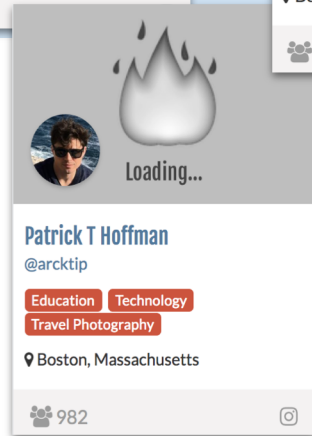 Loading...
Patrick T Hoffman
@arcktip
Education Technology
Travel Photography
Boston, Massachusetts
982